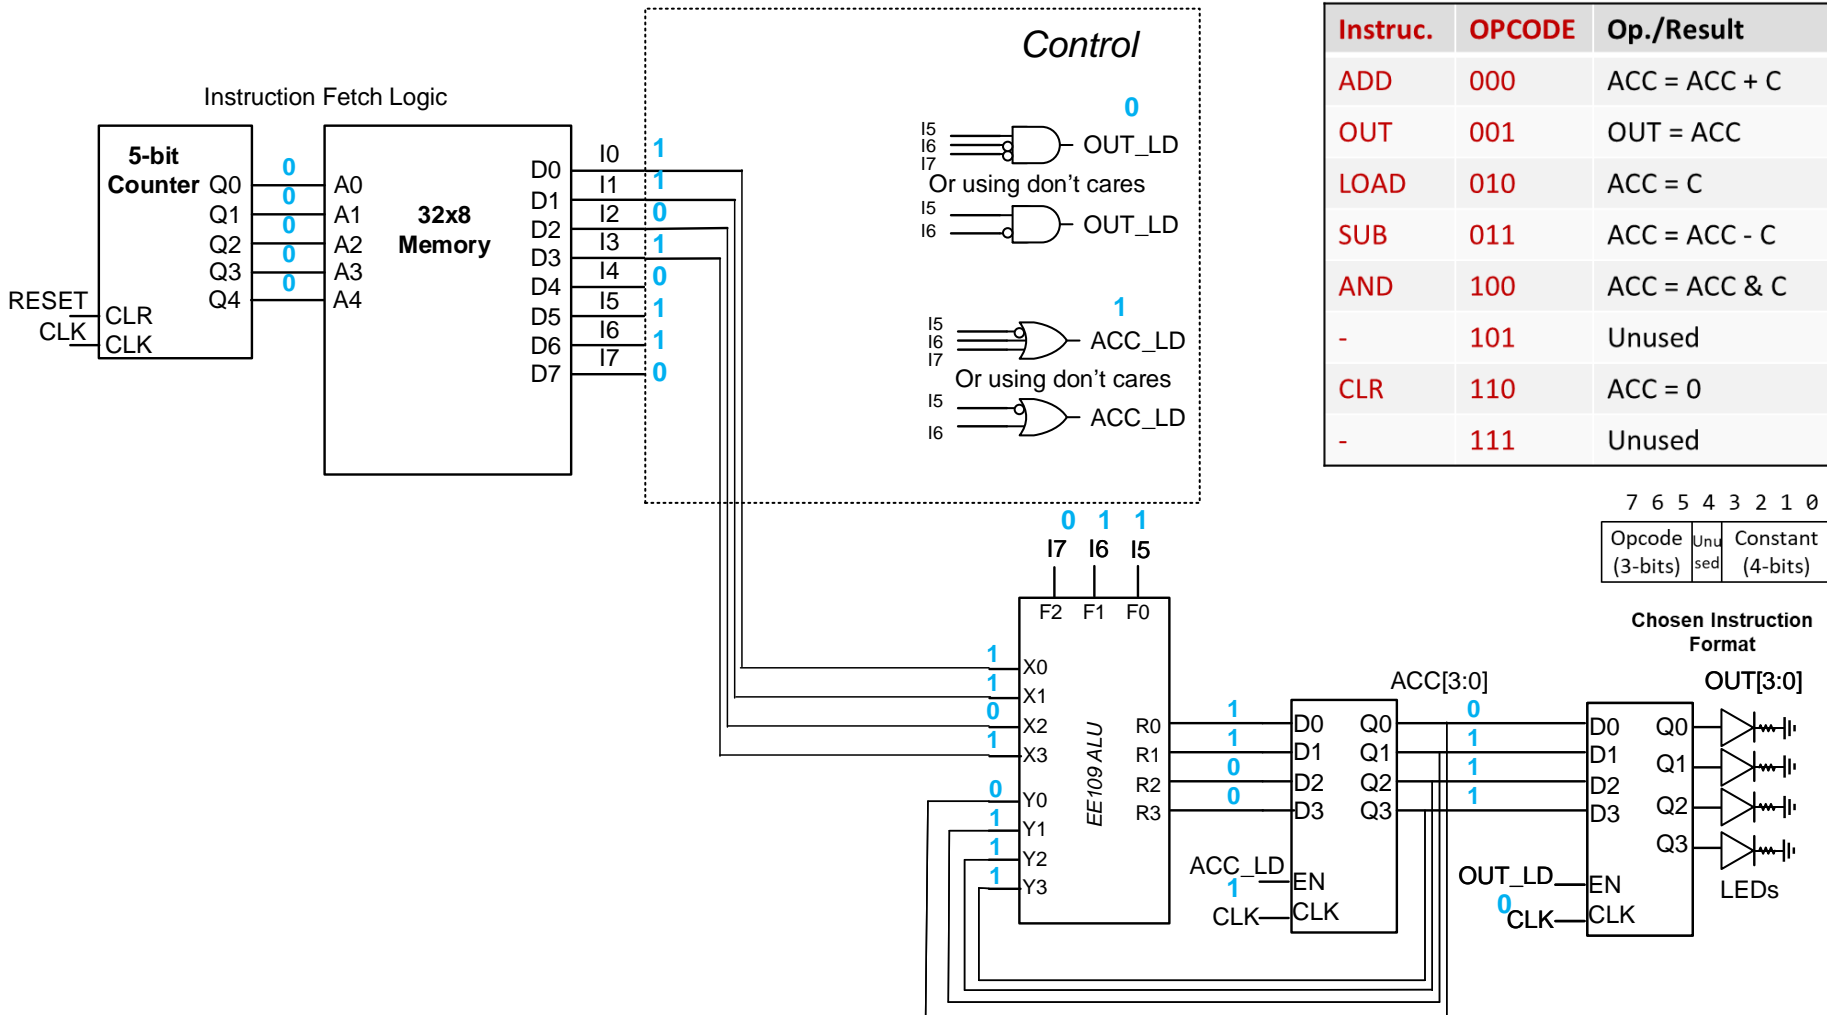 Control
Instruction Fetch Logic
5-bit
Counter
Q0
Q1
Q2
Q3
Q4
RESET
CLK
CLR
CLK
0
0
0
0
0
A0
A1
A2
A3
A4
32x8
Memory
D0
D1
D2
D3
D4
D5
D6
D7
I0
I1
I2
I3
I4
I5
I6
I7
1
1
0
1
0
1
1
0
0
I5
I6
I7
OUT_LD
Or using don't cares
I5
I6
OUT_LD
1
I5
I6
I7
ACC_LD
Or using don't cares
I5
I6
ACC_LD
Instruc. OPCODE Op./Result
ADD 000 ACC = ACC + C
OUT 001 OUT = ACC
LOAD 010 ACC = C
SUB 011 ACC = ACC - C
AND 100 ACC = ACC & C
- 101 Unused
CLR 110 ACC = 0
- 111 Unused
7 6 5 4 3 2 1 0
Opcode
(3-bits)
Unu
sed
Constant
(4-bits)
Chosen Instruction
Format
0 1 1
I7 I6 I5
F2 F1 F0
1
1
0
1
0
1
1
1
X0
X1
X2
X3
Y0
Y1
Y2
Y3
EE109 ALU
R0
R1
R2
R3
1
1
0
0
ACC[3:0]
D0
D1
D2
D3
Q0
Q1
Q2
Q3
ACC_LD
1
CLK
EN
CLK
0
1
1
1
OUT[3:0]
D0
D1
D2
D3
Q0
Q1
Q2
Q3
OUT_LD
0
CLK
EN
CLK
LEDs